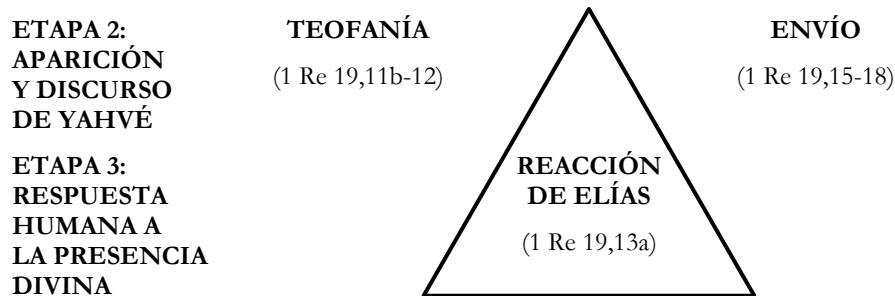 ETAPA 2:
APARICIÓN
Y DISCURSO
DE YAHVÉ
TEOFANÍA
(1 Re 19,11b-12)
ENVÍO
(1 Re 19,15-18)
ETAPA 3:
RESPUESTA
HUMANA A
LA PRESENCIA
DIVINA
REACCIÓN
DE ELÍAS
(1 Re 19,13a)